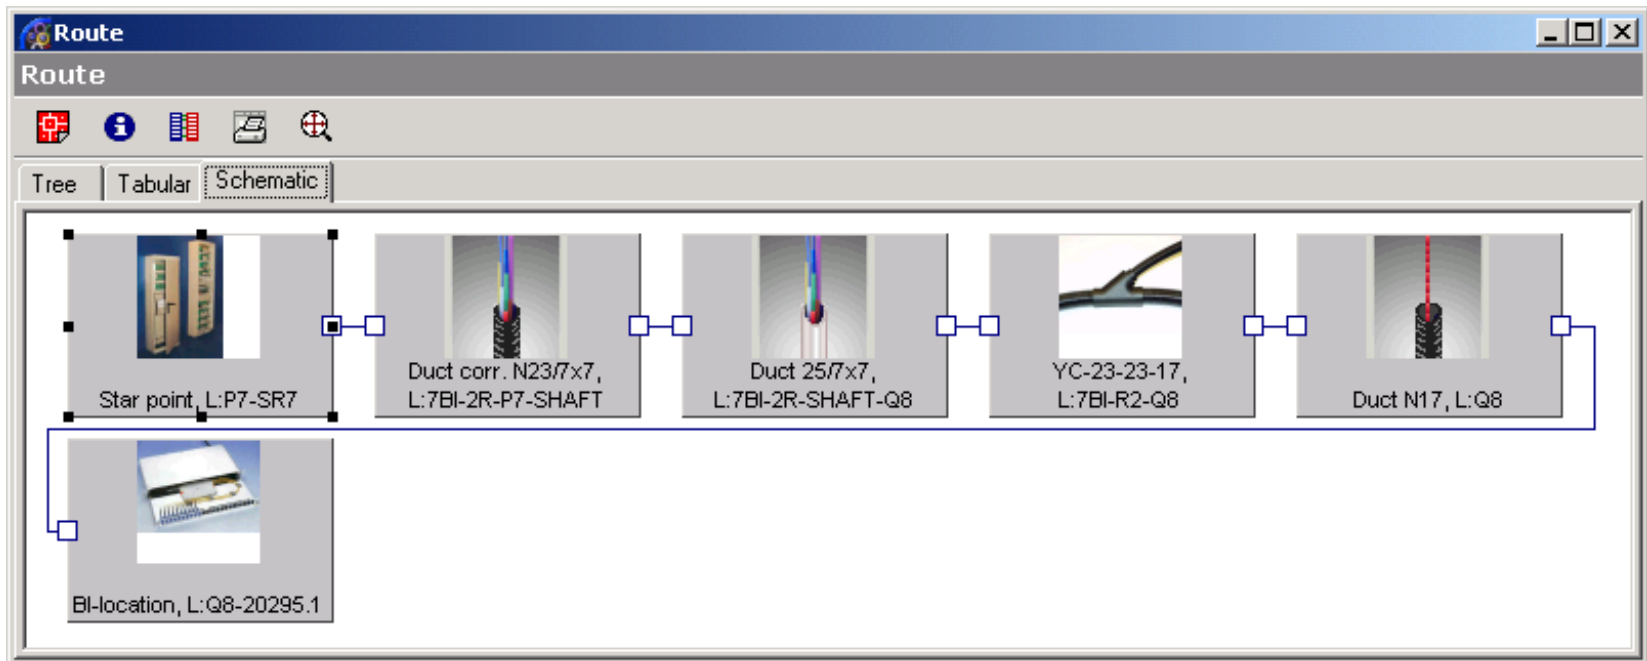 Route
Route
Tree Tabular Schematic
Star point, L:P7-SR7
Duct corr. N23/7x7,
L:7BI-2R-P7-SHAFT
Duct 25/7x7,
L:7BI-2R-SHAFT-Q8
YC-23-23-17,
L:7BI-R2-Q8
Duct N17, L:Q8
BI-location, L:Q8-20295.1